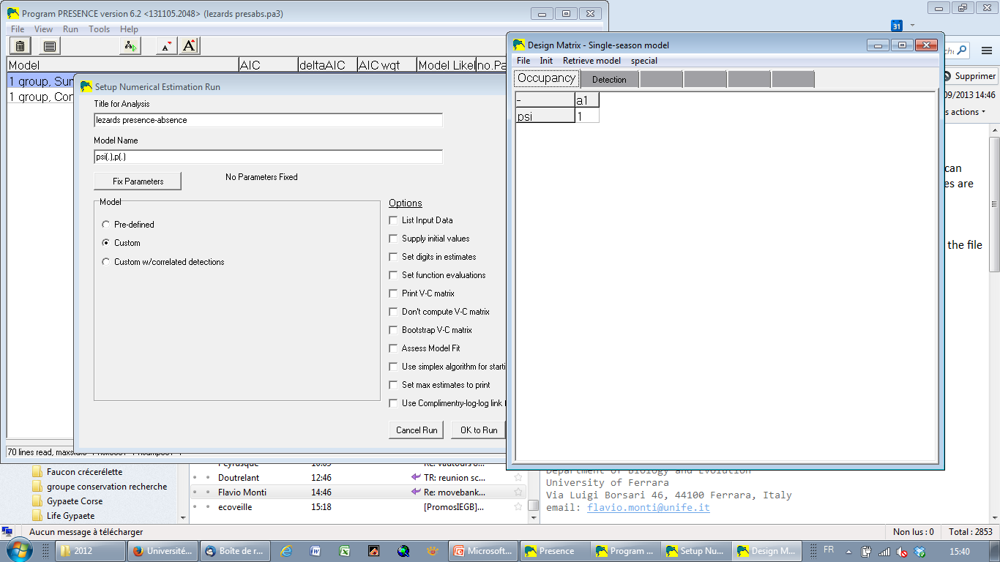 Program PRESENCE version 6.2 <131105.2048> (lezards presabs.pa3)
File View Run Tools Help
Model AIC deltaAIC AIC wgt Model Likel no.Pa
1 group, Sur
1 group, Con
Setup Numerical Estimation Run
Title for Analysis
lezards presence-absence
Model Name
psi(.),p(.)
Fix Parameters
No Parameters Fixed
Model
Pre-defined
Custom
Custom w/correlated detections
Options
List Input Data
Supply initial values
Set digits in estimates
Set function evaluations
Print V-C matrix
Don't compute V-C matrix
Bootstrap V-C matrix
Assess Model Fit
Use simplex algorithm for starti
Set max estimates to print
Use Complimentry-log-log link
Cancel Run
OK to Run
70 lines read,
Design Matrix - Single-season model
File Init Retrieve model special
Occupancy Detection
- a1
psi 1
31
Supprimer
09/2013 14:46
s actions
can
es are
the file
Faucon crécerélette
groupe conservation recherche
Gypaete Corse
Life Gypaete
Doutrelant 12:46 TR: reunion sc...
Flavio Monti 14:46 Re: movebank...
ecoveille 15:18 [PromosIEGB]...
Department of Biology and Evolution
University of Ferrara
Via Luigi Borsari 46, 44100 Ferrara, Italy
email: flavio.monti@unife.it
Aucun message à télécharger
Non lus : 0 Total : 2853
2012
Université...
Boîte de r...
Microsoft...
Presence
Program ...
Setup Nu...
Design M...
FR
15:40